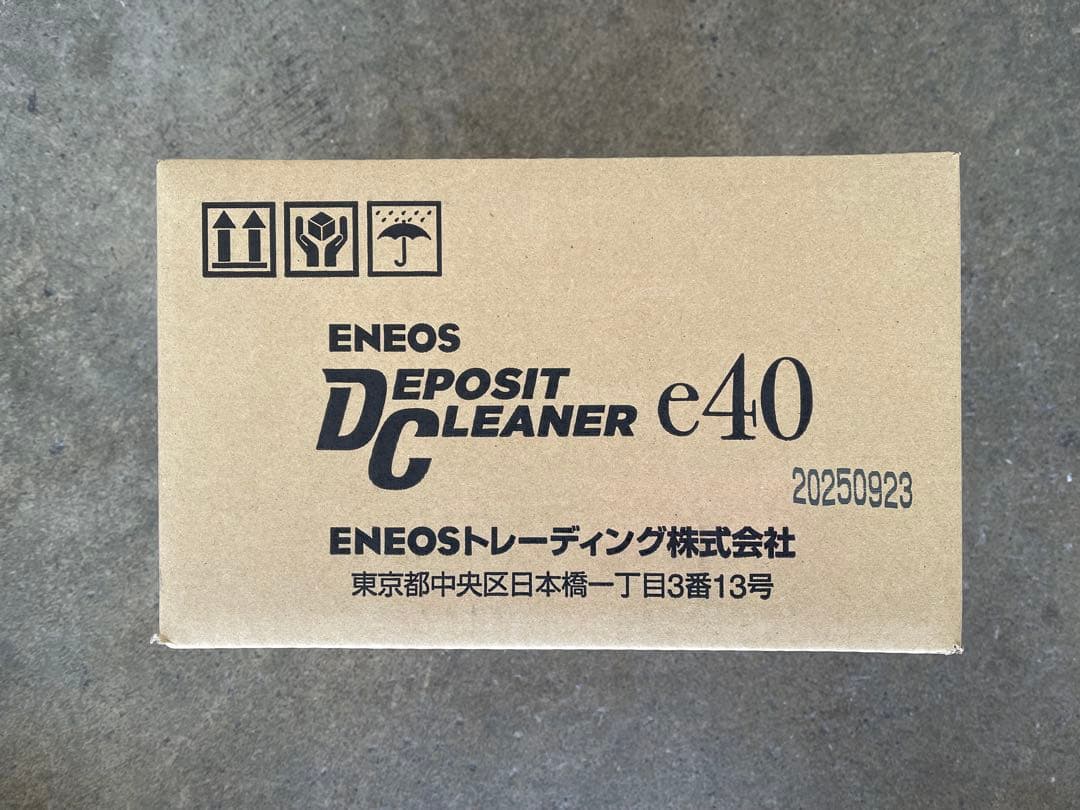 ENEOS
DEPOSIT
CLEANER e40
20250923
ENEOSトレーディング株式会社
東京都中央区日本橋一丁目3番13号